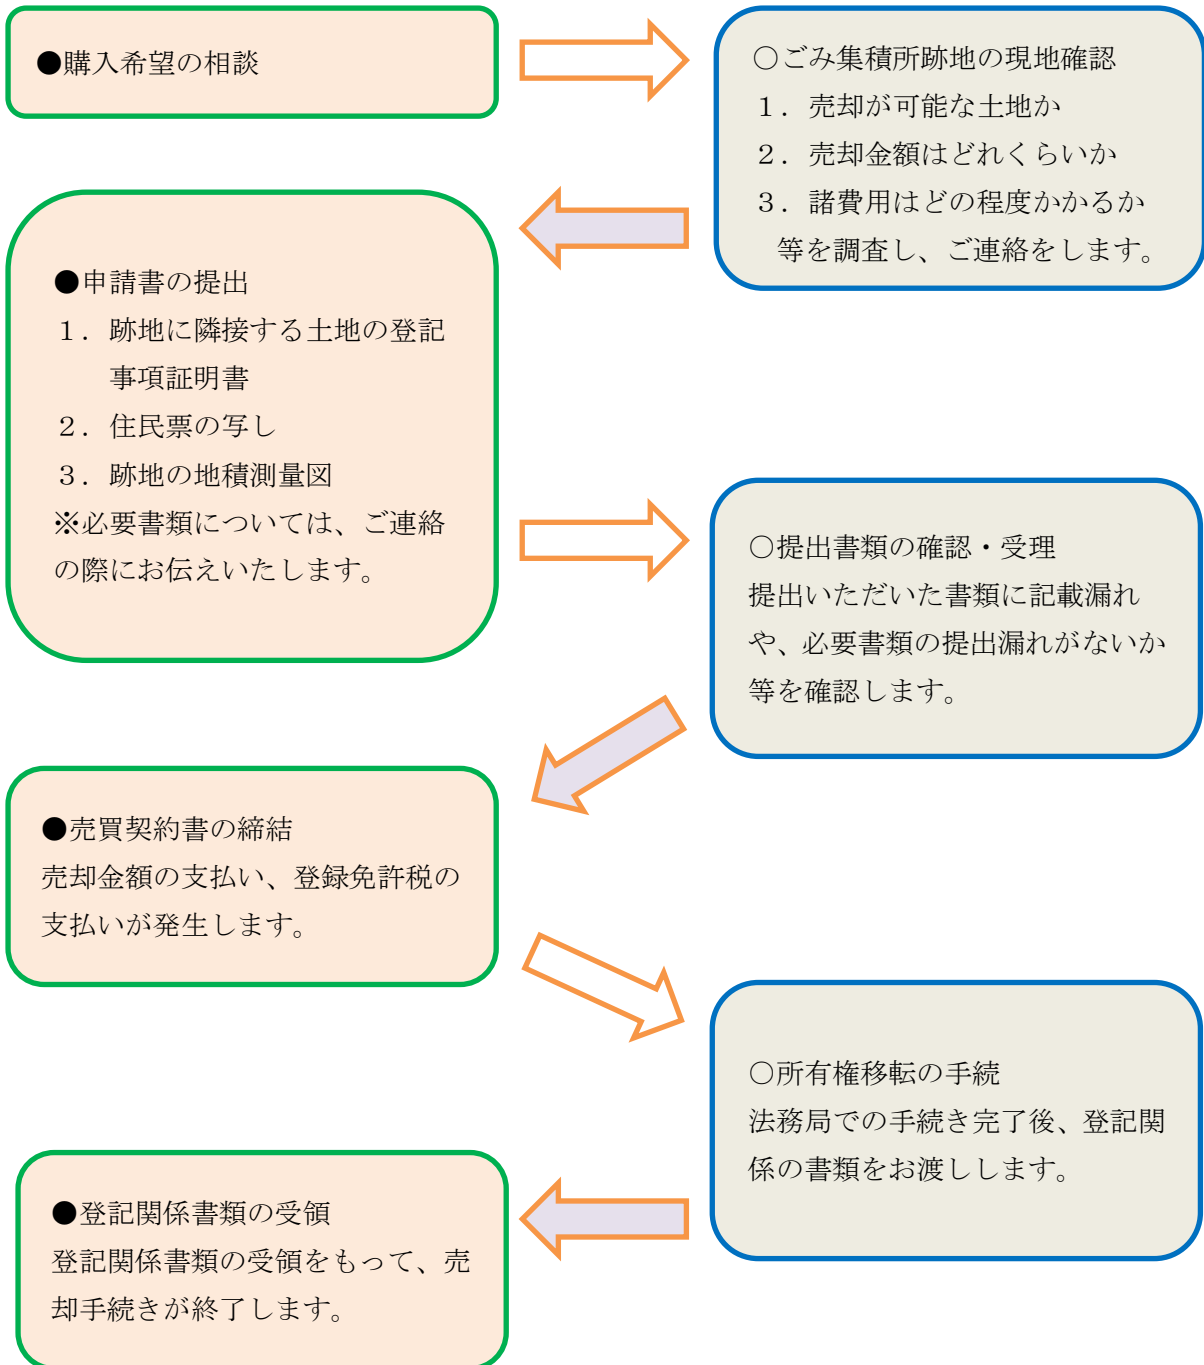 ●購入希望の相談
○ごみ集積所跡地の現地確認
１．売却が可能な土地か
２．売却金額はどれくらいか
３．諸費用はどの程度かかるか
等を調査し、ご連絡をします。
●申請書の提出
１．跡地に隣接する土地の登記
事項証明書
２．住民票の写し
３．跡地の地積測量図
※必要書類については、ご連絡
の際にお伝えいたします。
○提出書類の確認・受理
提出いただいた書類に記載漏れ
や、必要書類の提出漏れがないか
等を確認します。
●売買契約書の締結
売却金額の支払い、登録免許税の
支払いが発生します。
○所有権移転の手続
法務局での手続き完了後、登記関
係の書類をお渡しします。
●登記関係書類の受領
登記関係書類の受領をもって、売
却手続きが終了します。